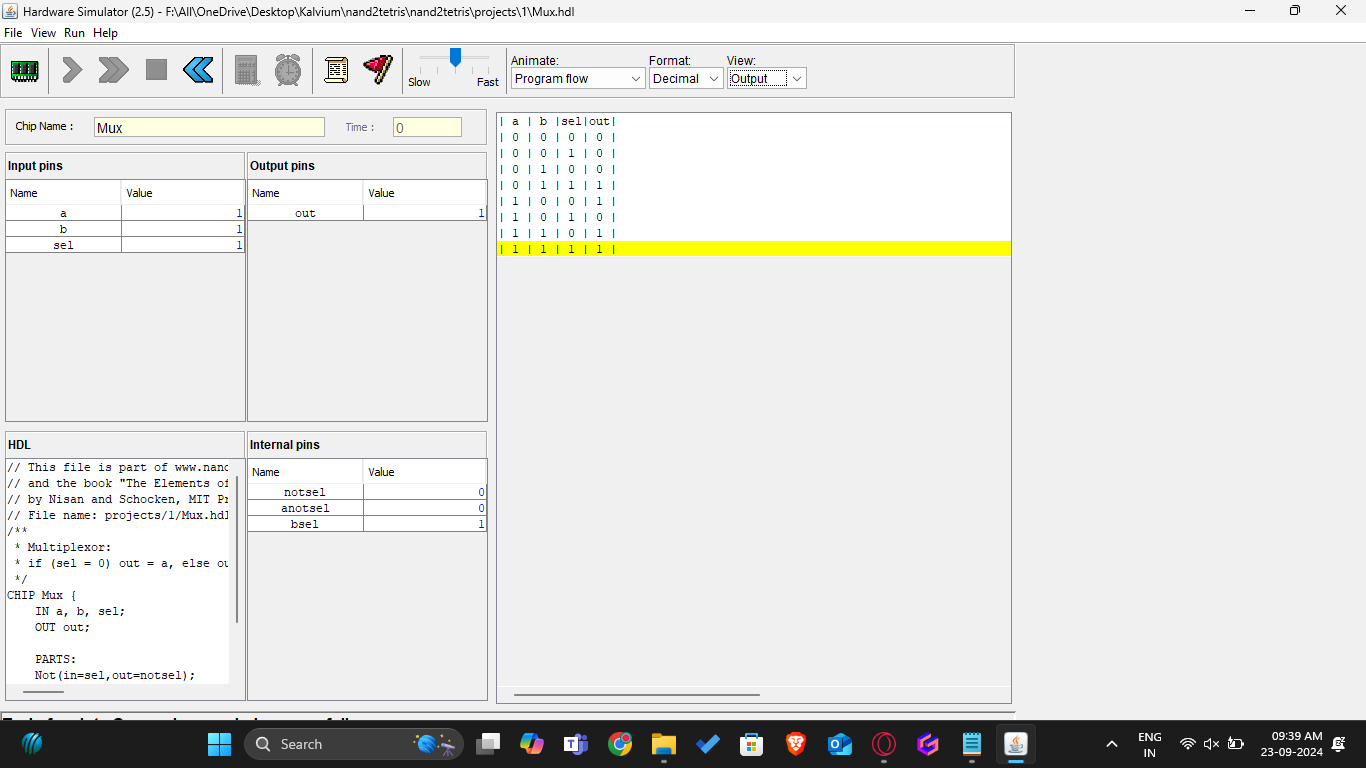 Hardware Simulator (2.5) - F:\All\OneDrive\Desktop\Kalvium\nand2tetris\nand2tetris\projects\1\Mux.hdl
File View Run Help
Slow Fast
Animate: Format: View:
Program flow Decimal Output
Chip Name : Mux Time : 0
Input pins
Name Value
a 1
b 1
sel 1
Output pins
Name Value
out 1
| a | b |sel|out|
| 0 | 0 | 0 | 0 |
| 0 | 0 | 1 | 0 |
| 0 | 1 | 0 | 0 |
| 0 | 1 | 1 | 1 |
| 1 | 0 | 0 | 1 |
| 1 | 0 | 1 | 0 |
| 1 | 1 | 0 | 1 |
| 1 | 1 | 1 | 1 |
HDL
// This file is part of www.nand
// and the book "The Elements of
// by Nisan and Schocken, MIT Pr
// File name: projects/1/Mux.hdl
/**
* Multiplexor:
* if (sel = 0) out = a, else ou
*/
CHIP Mux {
IN a, b, sel;
OUT out;
PARTS:
Not(in=sel,out=notsel);
Internal pins
Name Value
notsel 0
anotsel 0
bsel 1
Search
ENG
IN
09:39 AM
23-09-2024